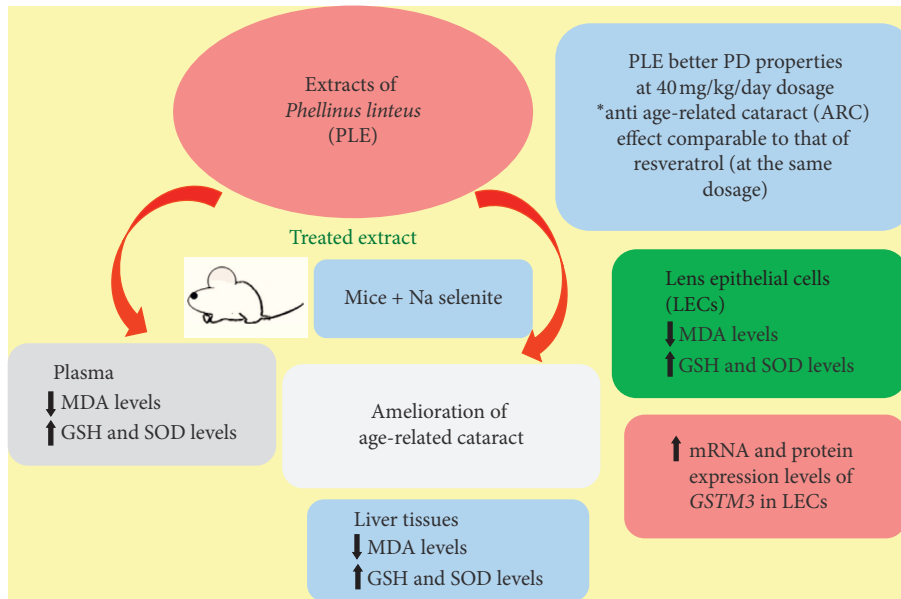 Extracts of
Phellinus linteus
(PLE)
PLE better PD properties
at 40 mg/kg/day dosage
*anti age-related cataract (ARC)
effect comparable to that of
resveratrol (at the same
dosage)
Treated extract
Mice + Na selenite
Lens epithelial cells
(LECs)
⬇ MDA levels
⬆ GSH and SOD levels
Plasma
⬇ MDA levels
⬆ GSH and SOD levels
Amelioration of
age-related cataract
⬆ mRNA and protein
expression levels of
GSTM3 in LECs
Liver tissues
⬇ MDA levels
⬆ GSH and SOD levels